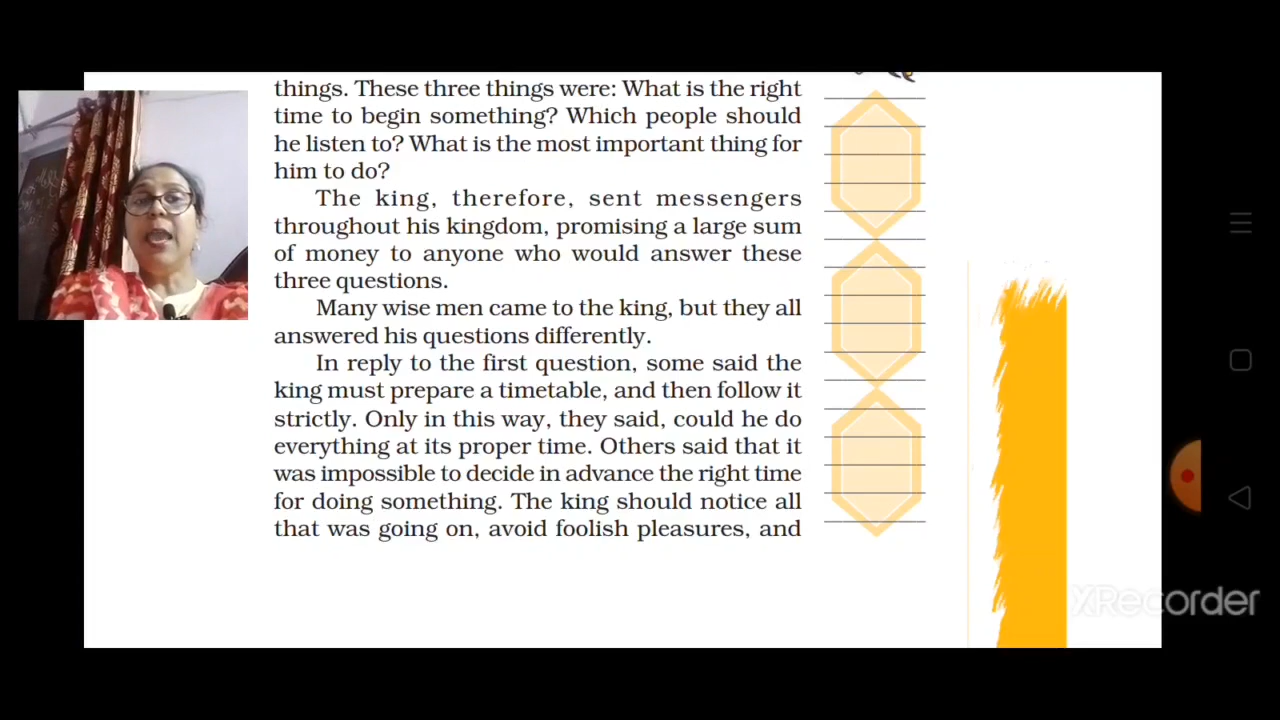 things. These three things were: What is the right
time to begin something? Which people should
he listen to? What is the most important thing for
him to do?
The king, therefore, sent messengers
throughout his kingdom, promising a large sum
of money to anyone who would answer these
three questions.
Many wise men came to the king, but they all
answered his questions differently.
In reply to the first question, some said the
king must prepare a timetable, and then follow it
strictly. Only in this way, they said, could he do
everything at its proper time. Others said that it
was impossible to decide in advance the right time
for doing something. The king should notice all
that was going on, avoid foolish pleasures, and
XRecorder